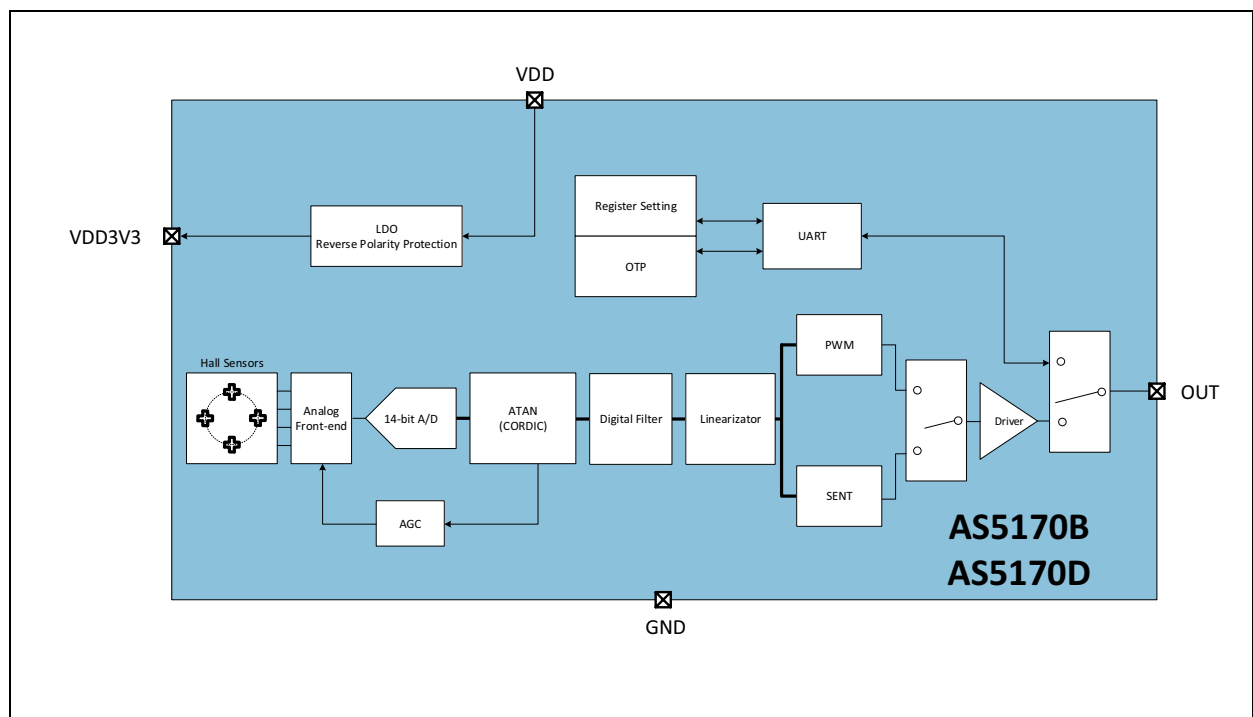 VDD
VDD3V3
LDO
Reverse Polarity Protection
Register Setting
OTP
UART
Hall Sensors
Analog
Front-end
14-bit A/D
ATAN
(CORDIC)
Digital Filter
Linearizator
PWM
SENT
Driver
OUT
AGC
AS5170B
AS5170D
GND